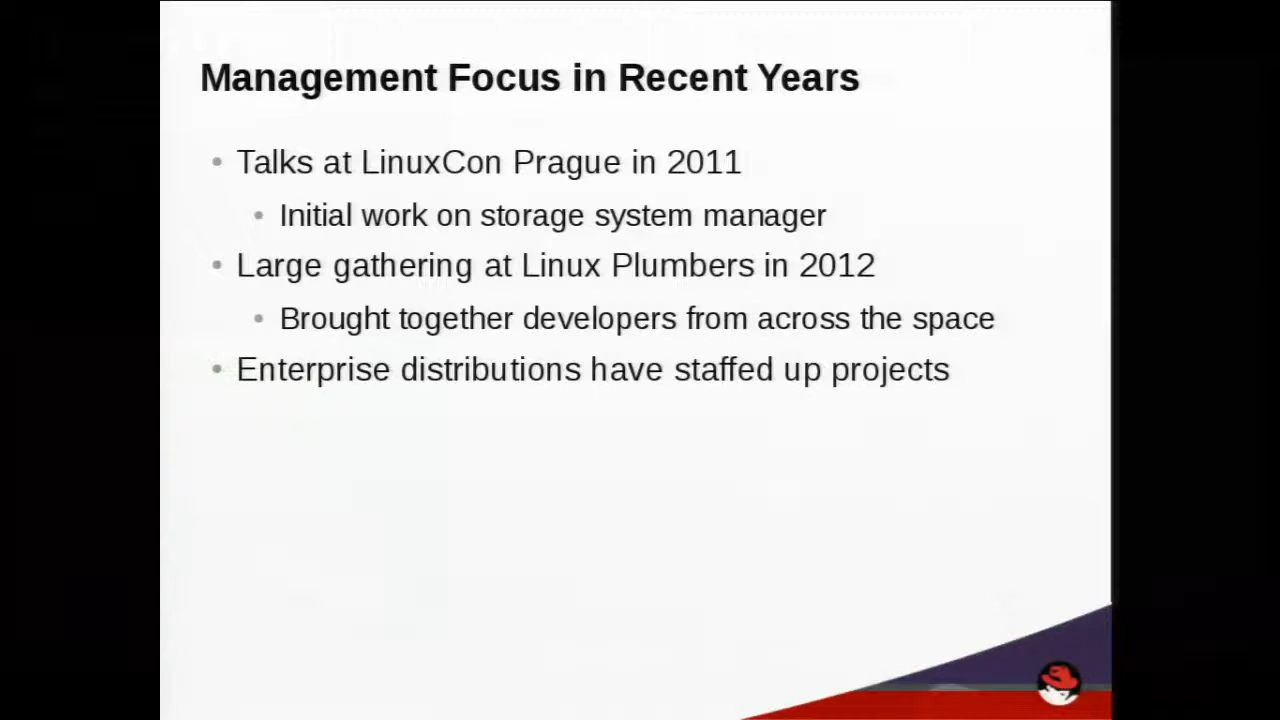 Management Focus in Recent Years
Talks at LinuxCon Prague in 2011
Initial work on storage system manager
Large gathering at Linux Plumbers in 2012
Brought together developers from across the space
Enterprise distributions have staffed up projects